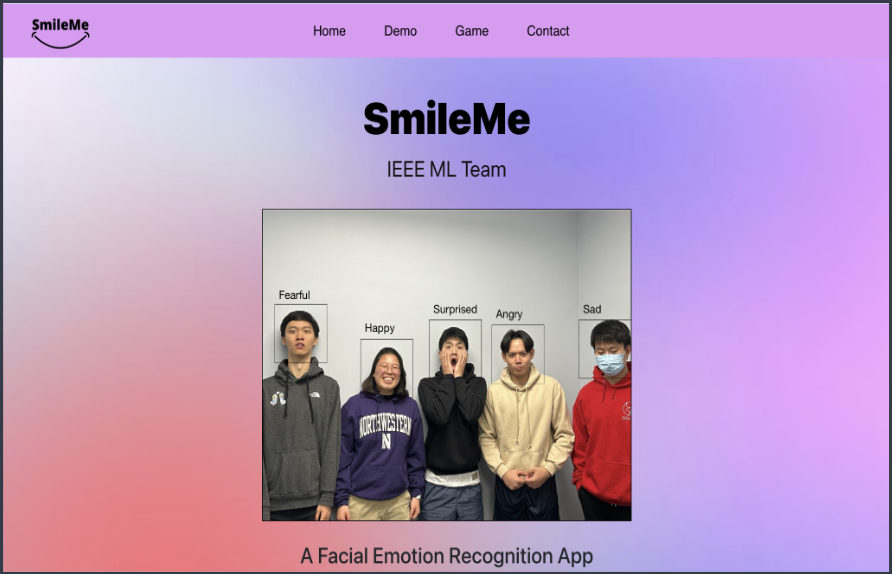 SmileMe
Home Demo Game Contact
SmileMe
IEEE ML Team
Fearful
Happy
Surprised
Angry
Sad
NORTHWESTERN
N
A Facial Emotion Recognition App